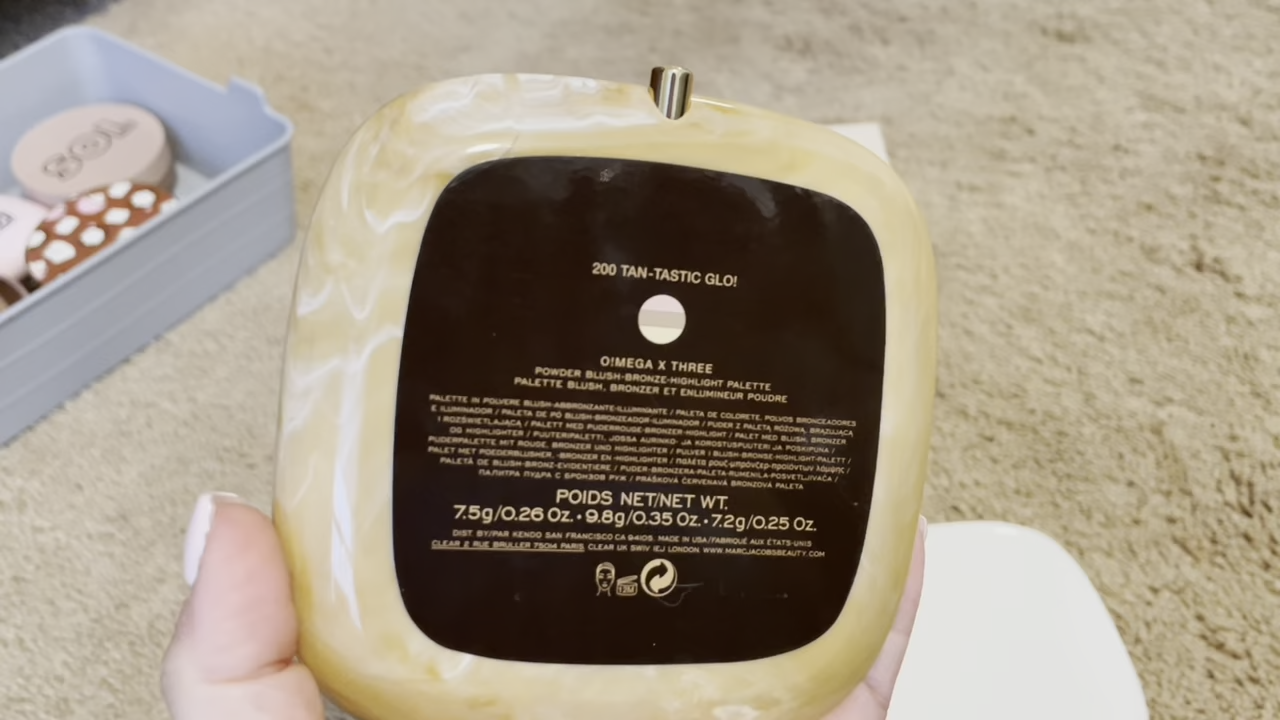 SOL
200 TAN-TASTIC GLO!
O!MEGA X THREE
POWDER BLUSH-BRONZE-HIGHLIGHT PALETTE
PALETTE BLUSH, BRONZER ET ENLUMINEUR POUDRE
PALETTE IN POLVERE BLUSH-ABBRONZANTE-ILLUMINANTE / PALETA DE COLORETE, POLVOS BRONCEADORES
E ILUMINADOR / PALETA DE PÓ BLUSH-BRONZEADOR-ILUMINADOR / PUDER Z PALETĄ RÓŻOWĄ, BRĄZUJĄCĄ
I ROZŚWIETLAJĄCĄ / PALETT MED PUDERROUGE-BRONZER-HIGHLIGHT / PALET MED BLUSH, BRONZER
OG HIGHLIGHTER / PUUTERIPALETTI, JOSSA AURINKO- JA KOROSTUSPUUTERI JA POSKIPUNA /
PUDERPALETTE MIT ROUGE, BRONZER UND HIGHLIGHTER / PULVER I BLUSH-BRONSE-HIGHLIGHT-PALETT /
PALET MET POEDERBLUSHER, -BRONZER EN -HIGHLIGHTER / παλέτα ρουζ-μπρόνζερ-προϊόντων λάμψης /
PALETĂ DE BLUSH-BRONZ-EVIDENȚIERE / PUDER-BRONZERA-PALETA-RUMENILA-POSVETLJIVAČA /
ПАЛИТРА ПУДРА С БРОНЗОВ РУЖ / PRÁŠKOVÁ ČERVENAVÁ BRONZOVÁ PALETA
POIDS NET/NET WT.
7.5g/0.26 Oz. • 9.8g/0.35 Oz. • 7.2g/0.25 Oz.
DIST. BY/PAR KENDO SAN FRANCISCO CA 94105. MADE IN USA/FABRIQUÉ AUX ÉTATS-UNIS
CLEAR 2 RUE BRULLER 75014 PARIS. CLEAR UK SW1V 1EJ LONDON. WWW.MARCJACOBSBEAUTY.COM
12M